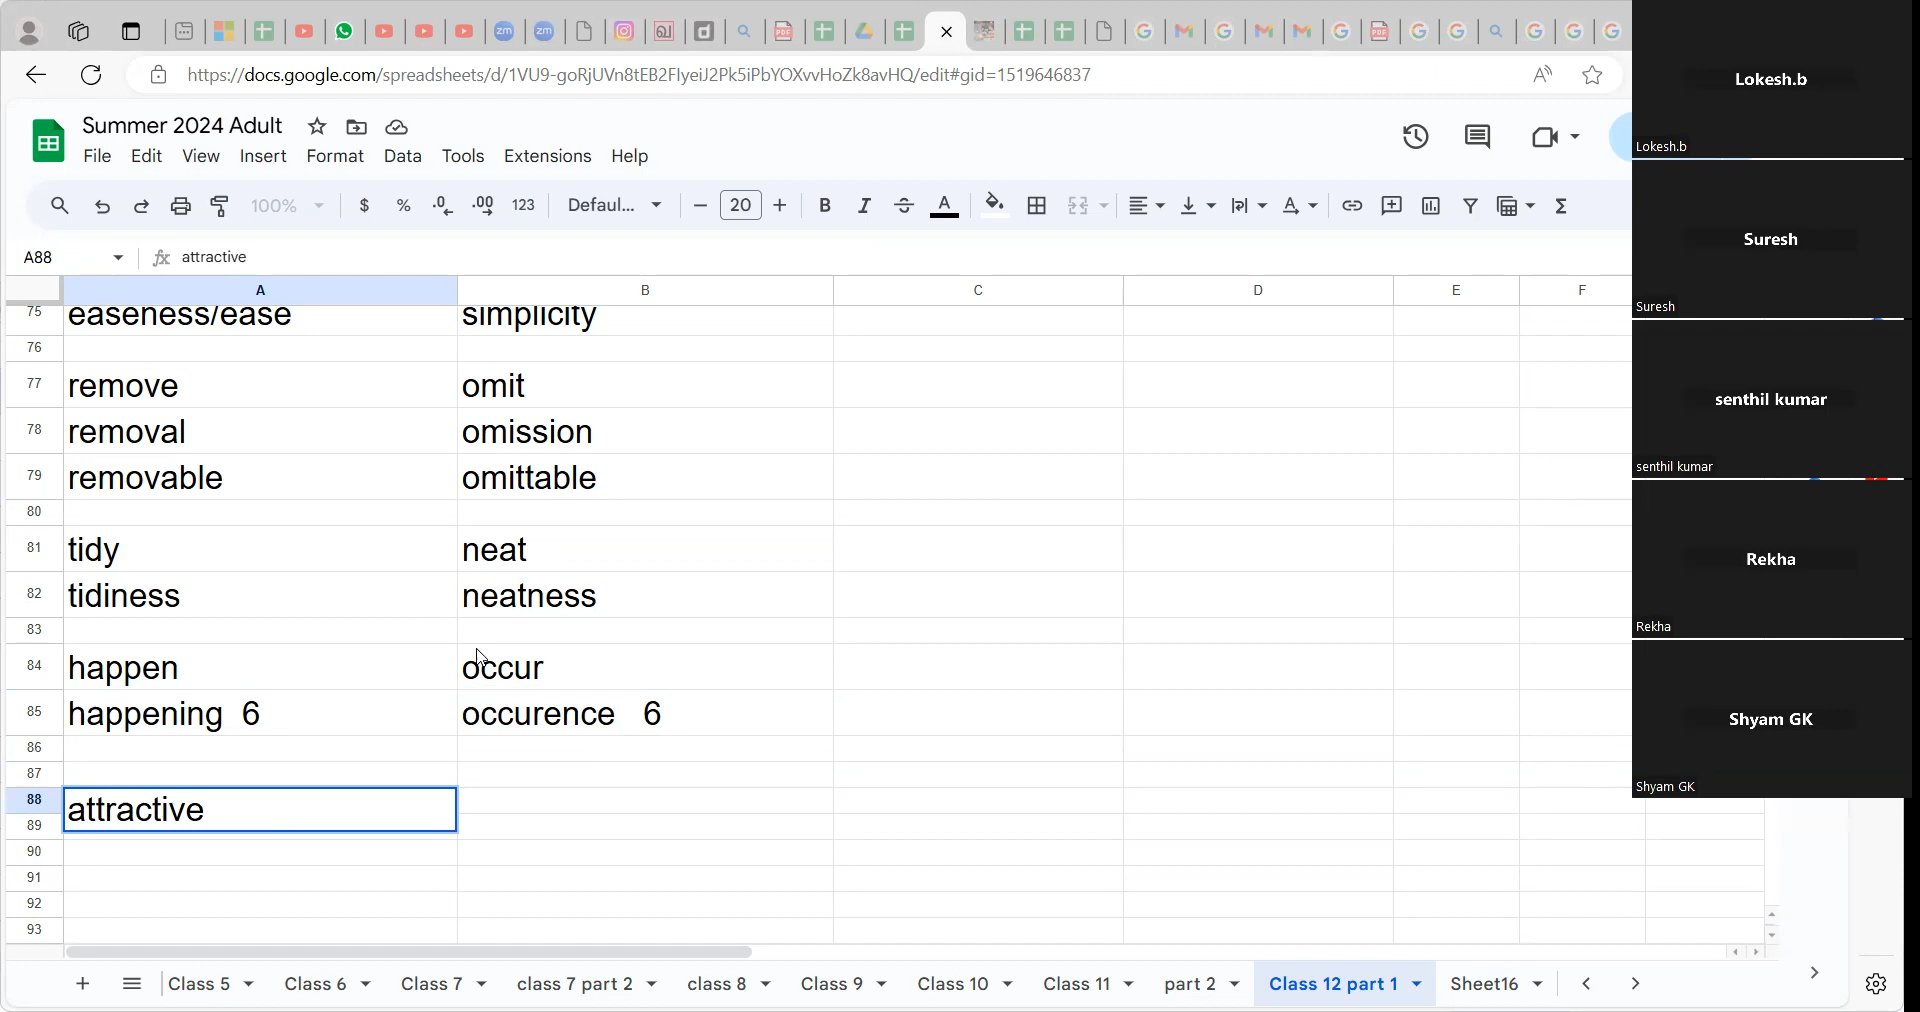 https://docs.google.com/spreadsheets/d/1VU9-goRjUVn8tEB2FlyeiJ2Pk5iPbYOXvvHoZk8avHQ/edit#gid=1519646837
Summer 2024 Adult
File Edit View Insert Format Data Tools Extensions Help
100% $ % .0 .00 123 Defaul... 20 B I A
A88 fx attractive
A B C D E F
75 easeness/ease simplicity
76
77 remove omit
78 removal omission
79 removable omittable
80
81 tidy neat
82 tidiness neatness
83
84 happen occur
85 happening 6 occurence 6
86
87
88 attractive
89
90
91
92
93
Class 5 Class 6 Class 7 class 7 part 2 class 8 Class 9 Class 10 Class 11 part 2 Class 12 part 1 Sheet16
Lokesh.b
Lokesh.b
Suresh
Suresh
senthil kumar
senthil kumar
Rekha
Rekha
Shyam GK
Shyam GK